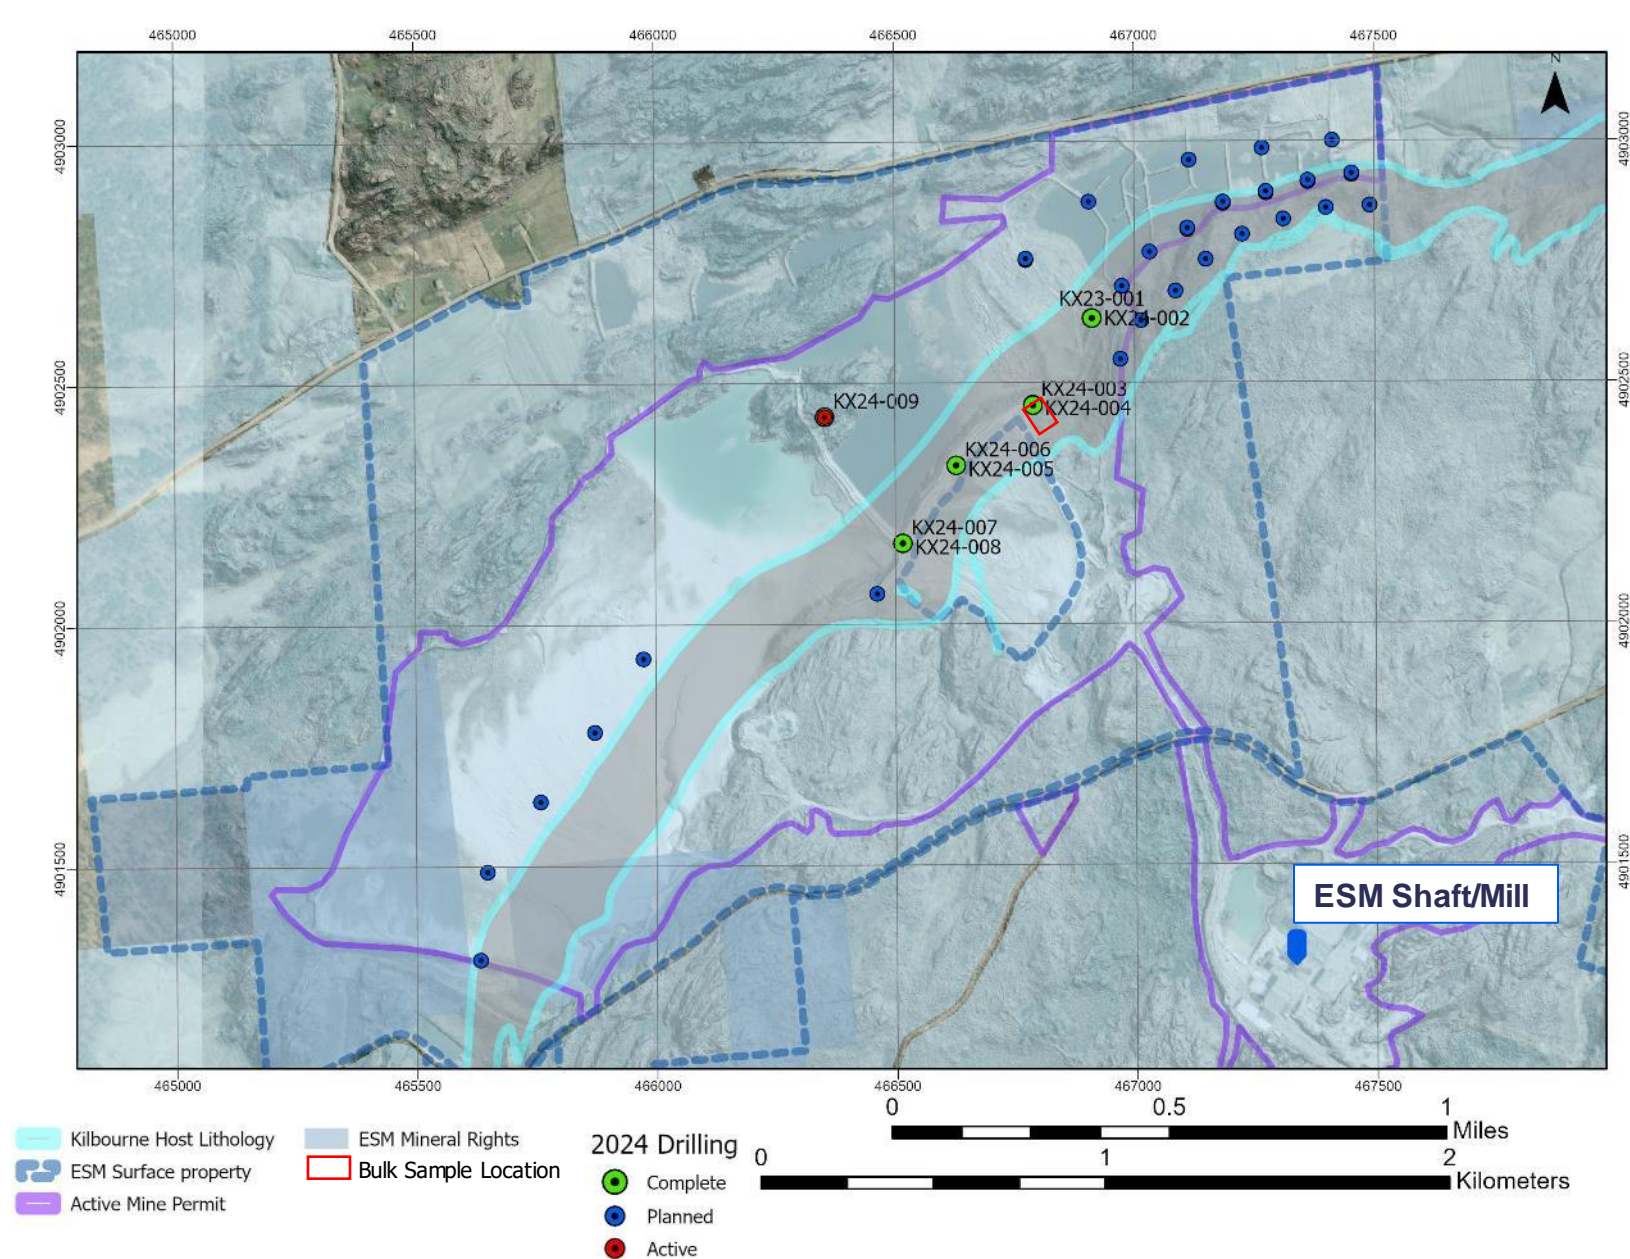 465000 465500 466000 466500 467000 467500
N
4903000 4903000
KX23-001
KX24-002
4902500 4902500
KX24-003
KX24-009
KX24-004
KX24-006
KX24-005
KX24-007
KX24-008
4902000 4902000
4901500 4901500
ESM Shaft/Mill
465000 465500 466000 466500 467000 467500
0 0.5 1
Miles
0 1 2
Kilometers
Kilbourne Host Lithology
ESM Surface property
Active Mine Permit
ESM Mineral Rights
Bulk Sample Location
2024 Drilling
Complete
Planned
Active